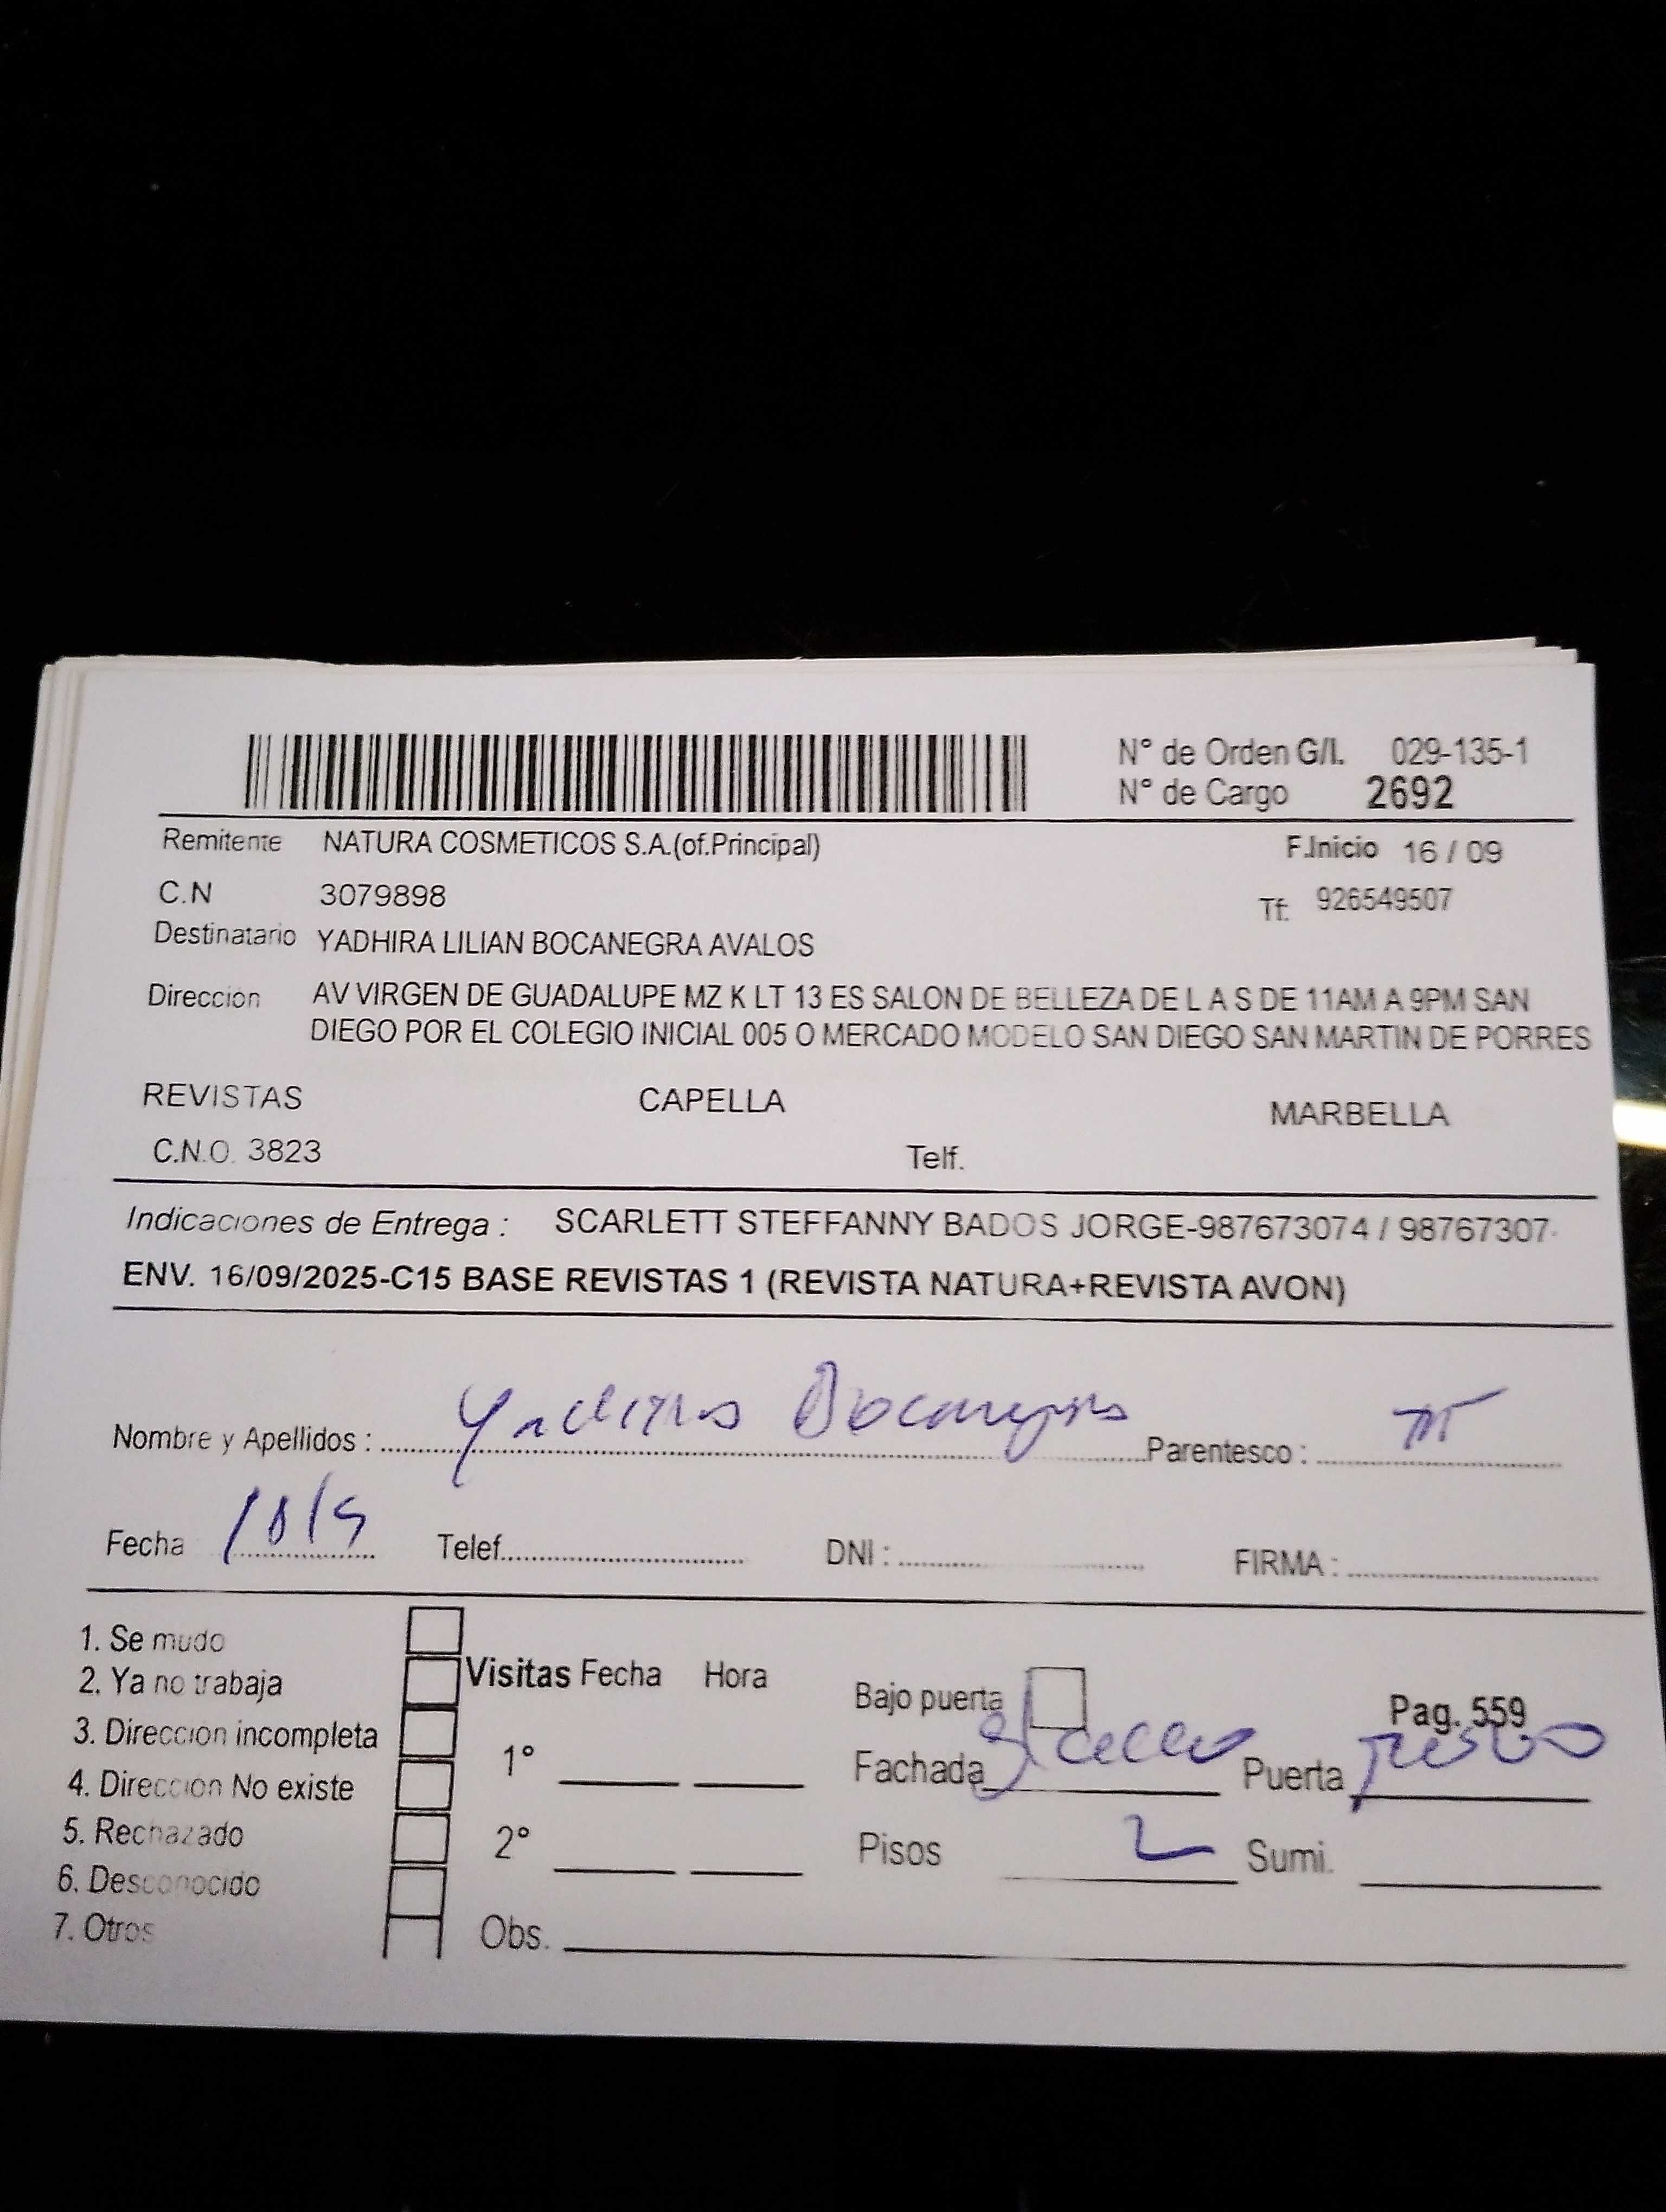 N° de Orden G/I. 029-135-1
N° de Cargo 2692
Remitente NATURA COSMETICOS S.A.(of.Principal) F.Inicio 16 / 09
C.N 3079898 Tf: 926549507
Destinatario YADHIRA LILIAN BOCANEGRA AVALOS
Direccion AV VIRGEN DE GUADALUPE MZ K LT 13 ES SALON DE BELLEZA DE L A S DE 11AM A 9PM SAN
DIEGO POR EL COLEGIO INICIAL 005 O MERCADO MODELO SAN DIEGO SAN MARTIN DE PORRES
REVISTAS CAPELLA MARBELLA
C.N.O. 3823 Telf.
Indicaciones de Entrega : SCARLETT STEFFANNY BADOS JORGE-987673074 / 98767307
ENV. 16/09/2025-C15 BASE REVISTAS 1 (REVISTA NATURA+REVISTA AVON)
Nombre y Apellidos : Yadhira Bocanegra Parentesco : TT
Fecha Telef. DNI : FIRMA :
1. Se mudo
2. Ya no trabaja Visitas Fecha Hora Bajo puerta Pag. 559
3. Direccion incompleta 1° Fachada Puerta
4. Direccion No existe
5. Rechazado 2° Pisos 2 Sumi.
6. Desconocido
7. Otros Obs.